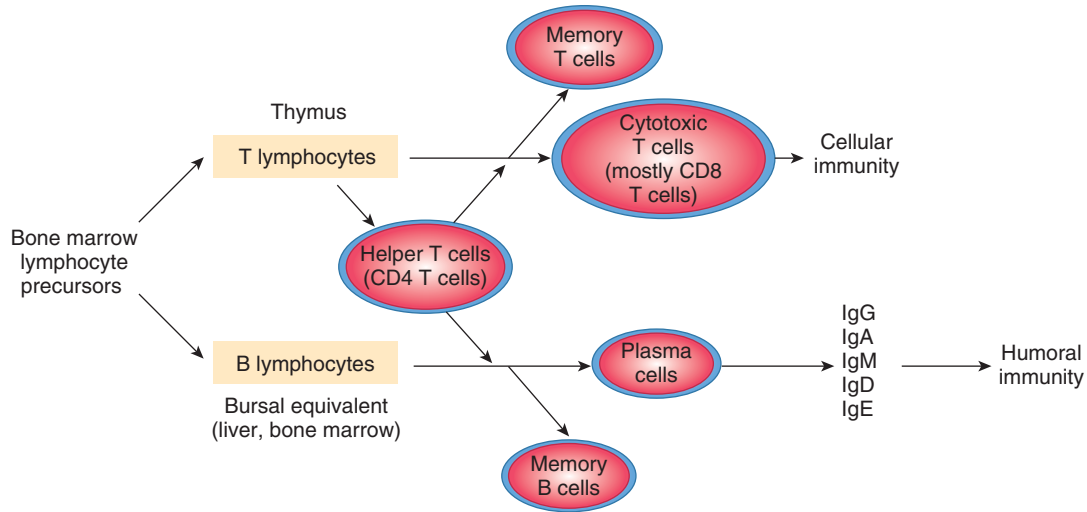 Memory
T cells
Thymus
T lymphocytes
Cytotoxic
T cells
(mostly CD8
T cells)
Cellular
immunity
Bone marrow
lymphocyte
precursors
Helper T cells
(CD4 T cells)
B lymphocytes
Bursal equivalent
(liver, bone marrow)
Plasma
cells
IgG
IgA
IgM
IgD
IgE
Humoral
immunity
Memory
B cells